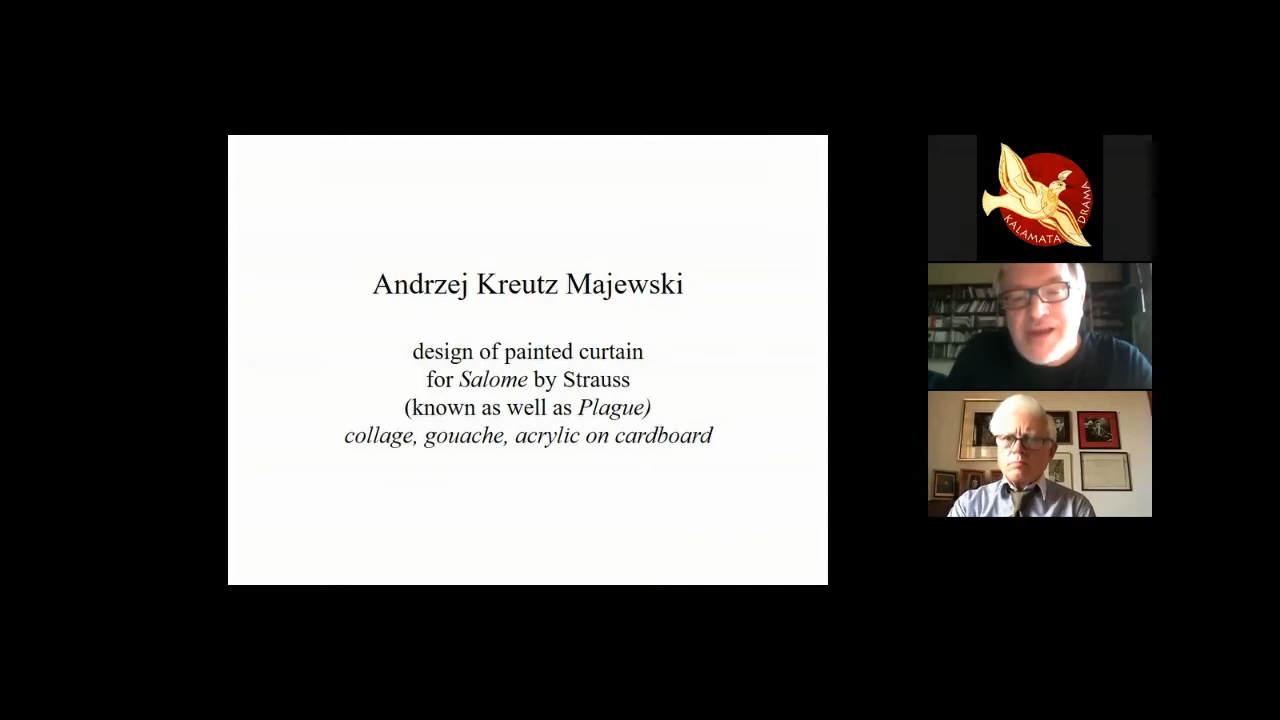 Andrzej Kreutz Majewski
design of painted curtain
for Salome by Strauss
(known as well as Plague)
collage, gouache, acrylic on cardboard
KALAMATA DRAMA